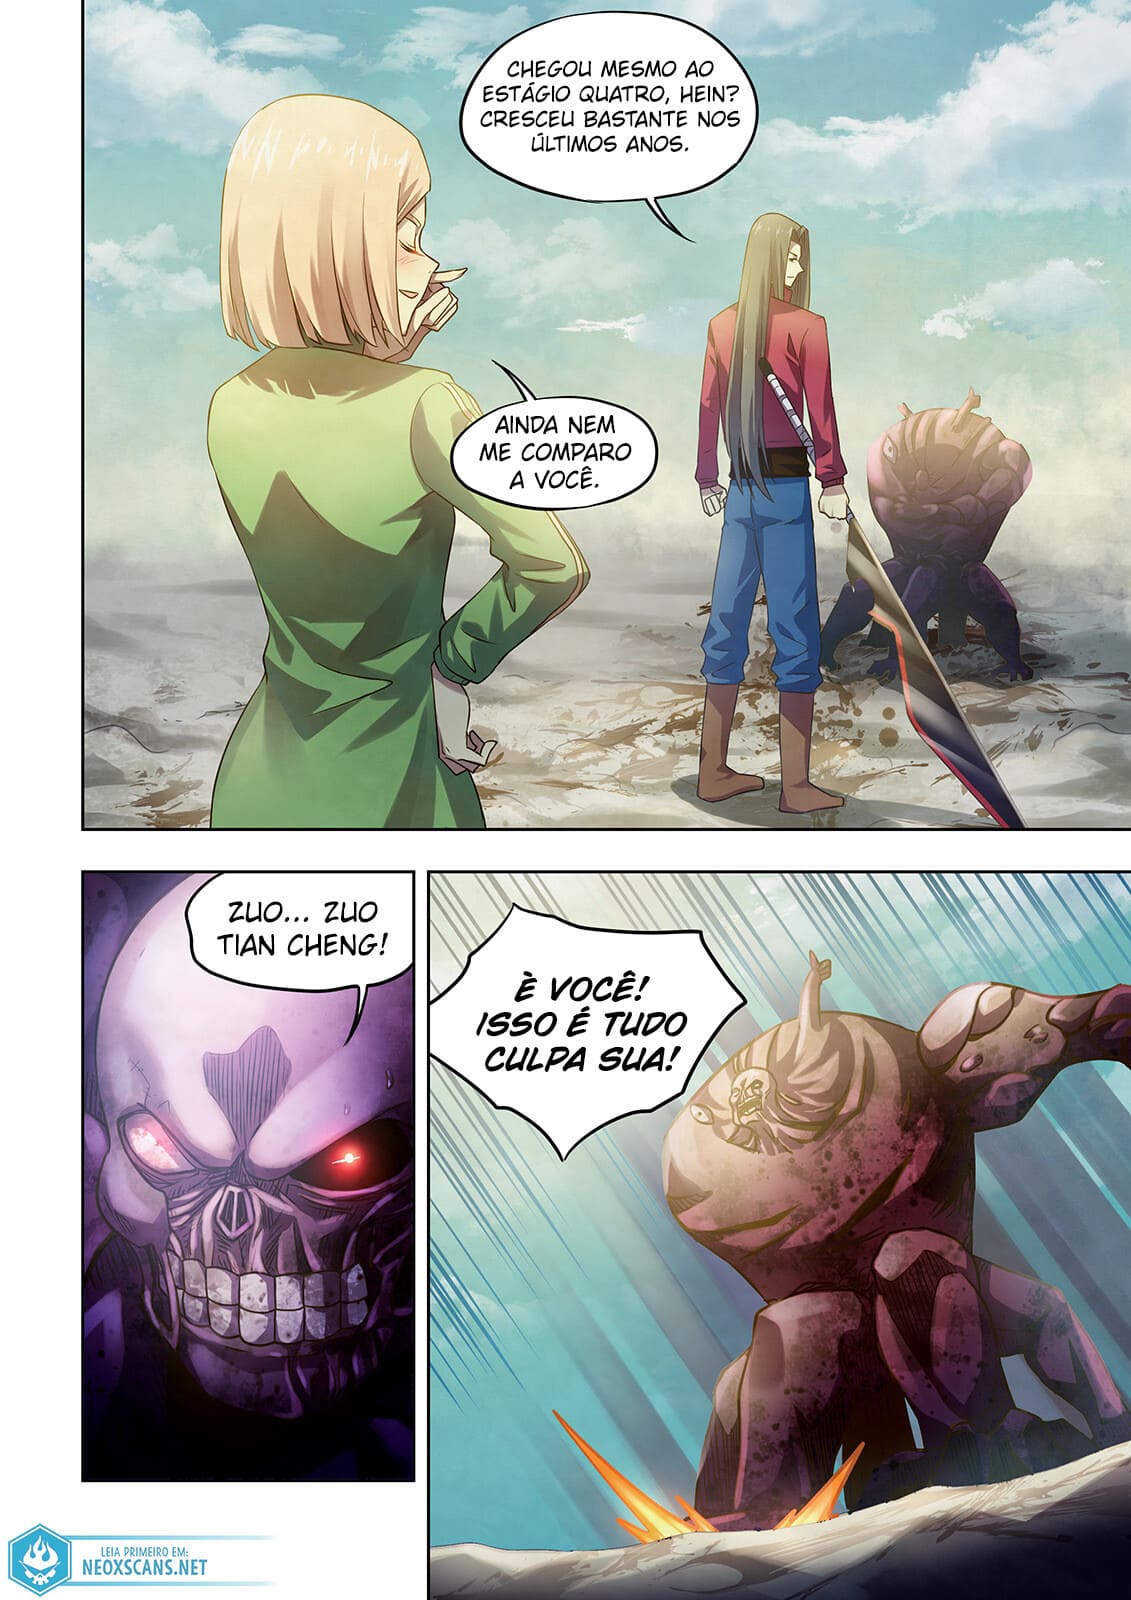 CHEGOU MESMO AO
ESTÁGIO QUATRO, HEIN?
CRESCEU BASTANTE NOS
ÚLTIMOS ANOS.
AINDA NEM
ME COMPARO
A VOCÊ.
ZUO... ZUO
TIAN CHENG!
È VOCÊ!
ISSO É TUDO
CULPA SUA!
LEIA PRIMEIRO EM:
NEOXSCANS.NET